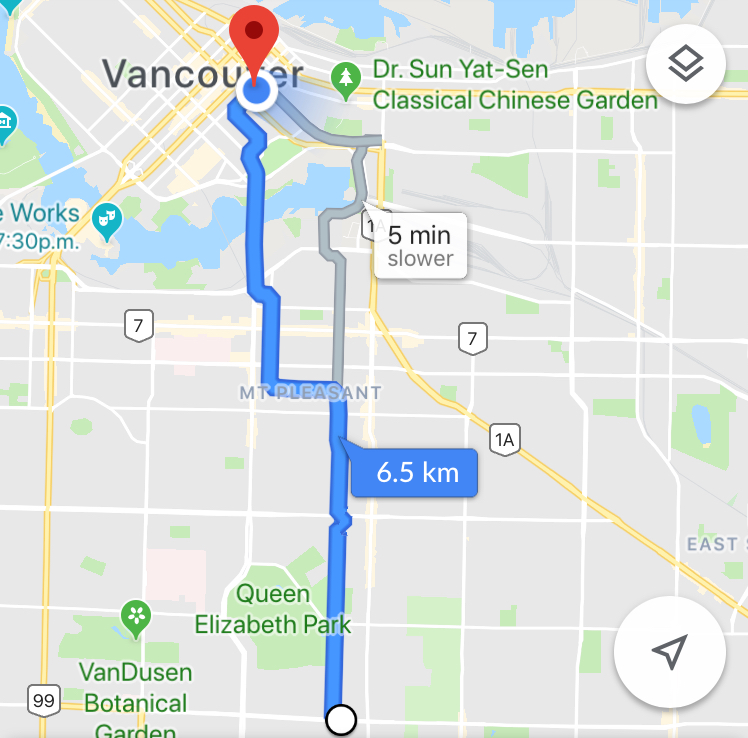 Vancouver
Dr. Sun Yat-Sen
Classical Chinese Garden
e Works
7:30p.m.
1A
5 min
slower
7
7
MT PLEASANT
1A
6.5 km
EAST S
Queen
Elizabeth Park
VanDusen
Botanical
Garden
99